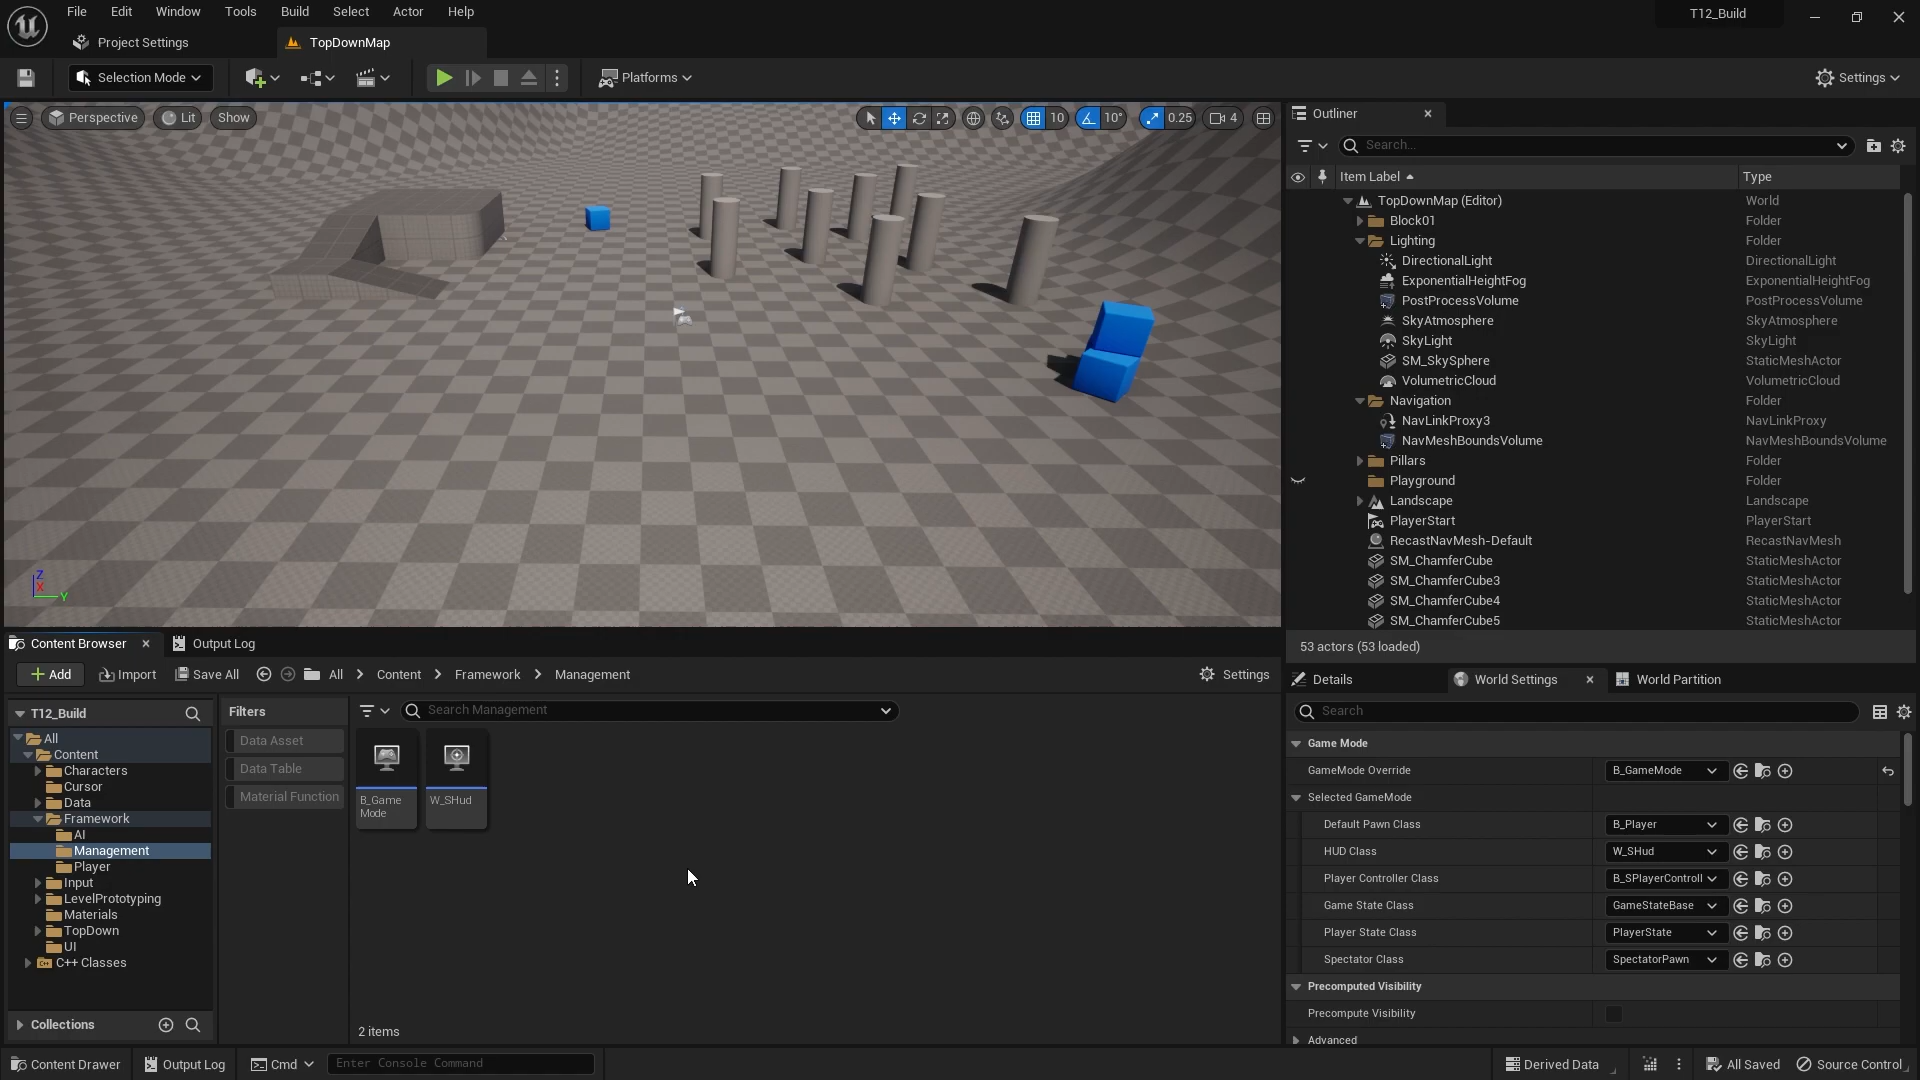 File Edit Window Tools Build Select Actor Help
T12_Build
Project Settings
TopDownMap
Selection Mode
Platforms
Settings
Perspective
Lit
Show
10
10°
0.25
4
Z
X
Y
Outliner
Search...
Item Label
Type
TopDownMap (Editor) World
Block01 Folder
Lighting Folder
DirectionalLight DirectionalLight
ExponentialHeightFog ExponentialHeightFog
PostProcessVolume PostProcessVolume
SkyAtmosphere SkyAtmosphere
SkyLight SkyLight
SM_SkySphere StaticMeshActor
VolumetricCloud VolumetricCloud
Navigation Folder
NavLinkProxy3 NavLinkProxy
NavMeshBoundsVolume NavMeshBoundsVolume
Pillars Folder
Playground Folder
Landscape Landscape
PlayerStart PlayerStart
RecastNavMesh-Default RecastNavMesh
SM_ChamferCube StaticMeshActor
SM_ChamferCube3 StaticMeshActor
SM_ChamferCube4 StaticMeshActor
SM_ChamferCube5 StaticMeshActor
53 actors (53 loaded)
Content Browser
Output Log
Add
Import
Save All
All
Content
Framework
Management
Settings
T12_Build
All
Content
Characters
Cursor
Data
Framework
AI
Management
Player
Input
LevelPrototyping
Materials
TopDown
UI
C++ Classes
Collections
Filters
Data Asset
Data Table
Material Function
Search Management
B_Game
Mode
W_SHud
2 items
Details
World Settings
World Partition
Search
Game Mode
GameMode Override B_GameMode
Selected GameMode
Default Pawn Class B_Player
HUD Class W_SHud
Player Controller Class B_SPlayerControll
Game State Class GameStateBase
Player State Class PlayerState
Spectator Class SpectatorPawn
Precomputed Visibility
Precompute Visibility
Advanced
Content Drawer
Output Log
Cmd
Enter Console Command
Derived Data
All Saved
Source Control